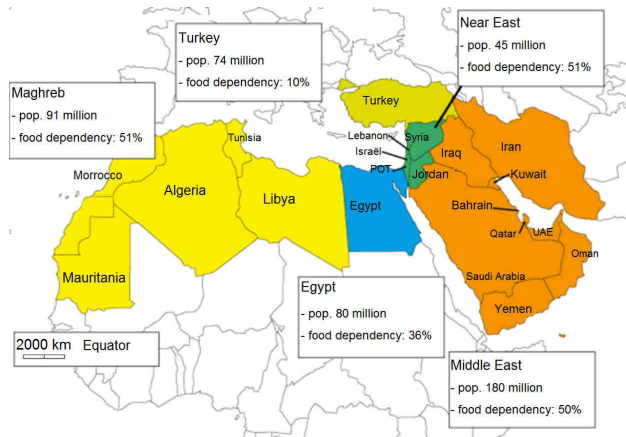 Near East
- pop. 45 million
- food dependency: 51%
Turkey
- pop. 74 million
- food dependency: 10%
Maghreb
- pop. 91 million
- food dependency: 51%
Turkey
Tunisia
Lebanon
Syria
Israël
Iraq
Iran
POT
Jordan
Kuwait
Morrocco
Algeria
Libya
Egypt
Bahrain
Qatar
UAE
Oman
Mauritania
Saudi Arabia
Yemen
Egypt
- pop. 80 million
- food dependency: 36%
2000 km Equator
Middle East
- pop. 180 million
- food dependency: 50%